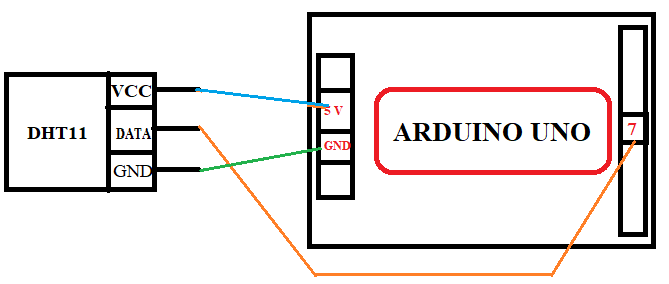 VCC
DHT11
DATA
GND
5 V
GND
ARDUINO UNO
7